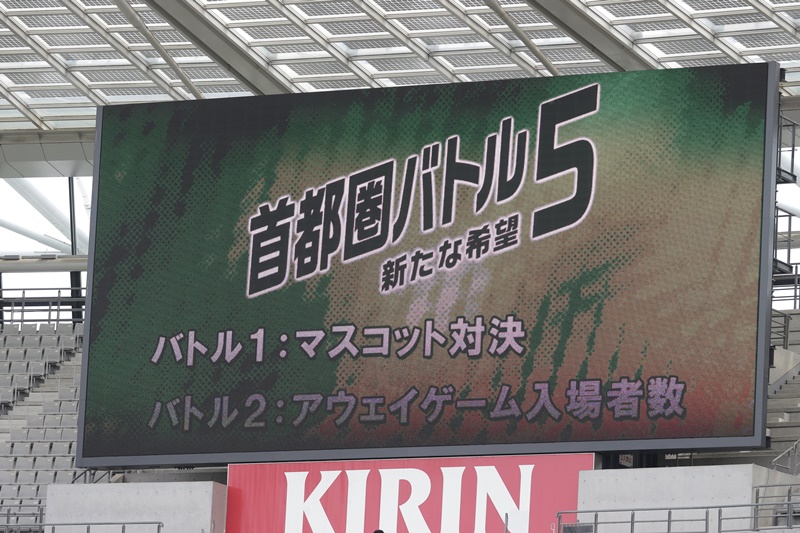 首都圏バトル5
新たな希望
バトル1:マスコット対決
バトル2:アウェイゲーム入場者数
KIRIN